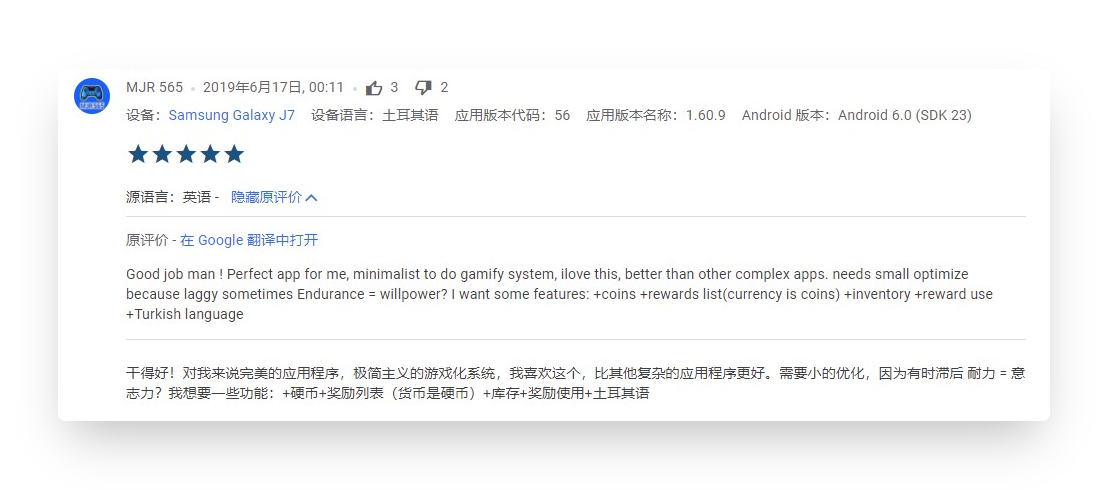 MJR 565 • 2019年6月17日, 00:11 • 3 2
设备：Samsung Galaxy J7 设备语言：土耳其语 应用版本代码：56 应用版本名称：1.60.9 Android 版本：Android 6.0 (SDK 23)
源语言：英语 - 隐藏原评价
原评价 - 在 Google 翻译中打开
Good job man ! Perfect app for me, minimalist to do gamify system, ilove this, better than other complex apps. needs small optimize
because laggy sometimes Endurance = willpower? I want some features: +coins +rewards list(currency is coins) +inventory +reward use
+Turkish language
干得好！对我来说完美的应用程序，极简主义的游戏化系统，我喜欢这个，比其他复杂的应用程序更好。需要小的优化，因为有时滞后 耐力 = 意
志力？我想要一些功能：+硬币+奖励列表（货币是硬币）+库存+奖励使用+土耳其语